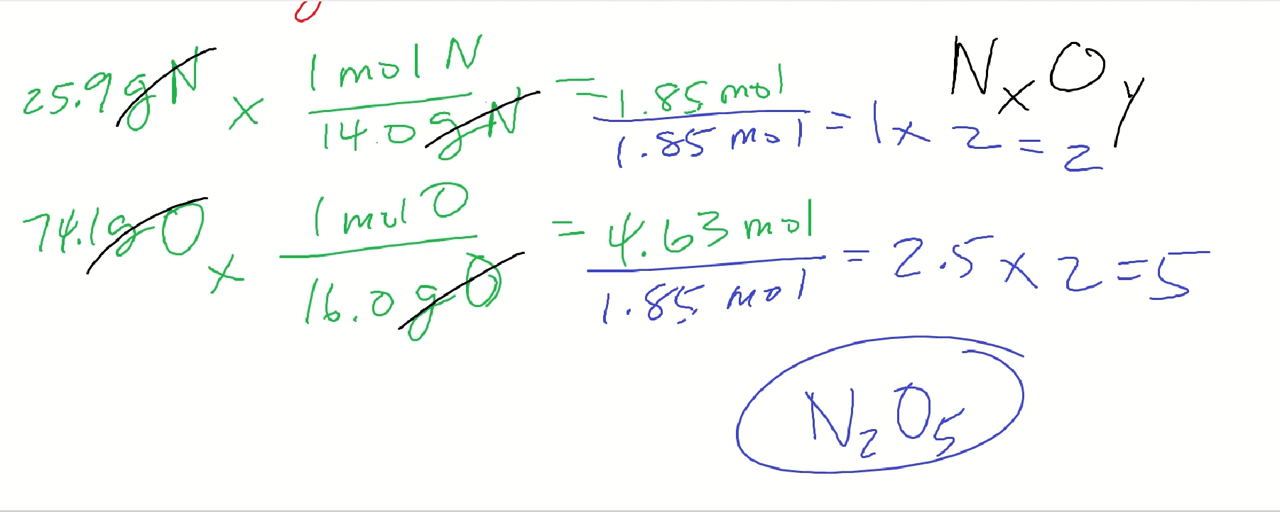 25.9 g N × 1 mol N / 14.0 g N = 1.85 mol / 1.85 mol = 1 × 2 = 2
NxOy
74.1 g O × 1 mol O / 16.0 g O = 4.63 mol / 1.85 mol = 2.5 × 2 = 5
N₂O₅